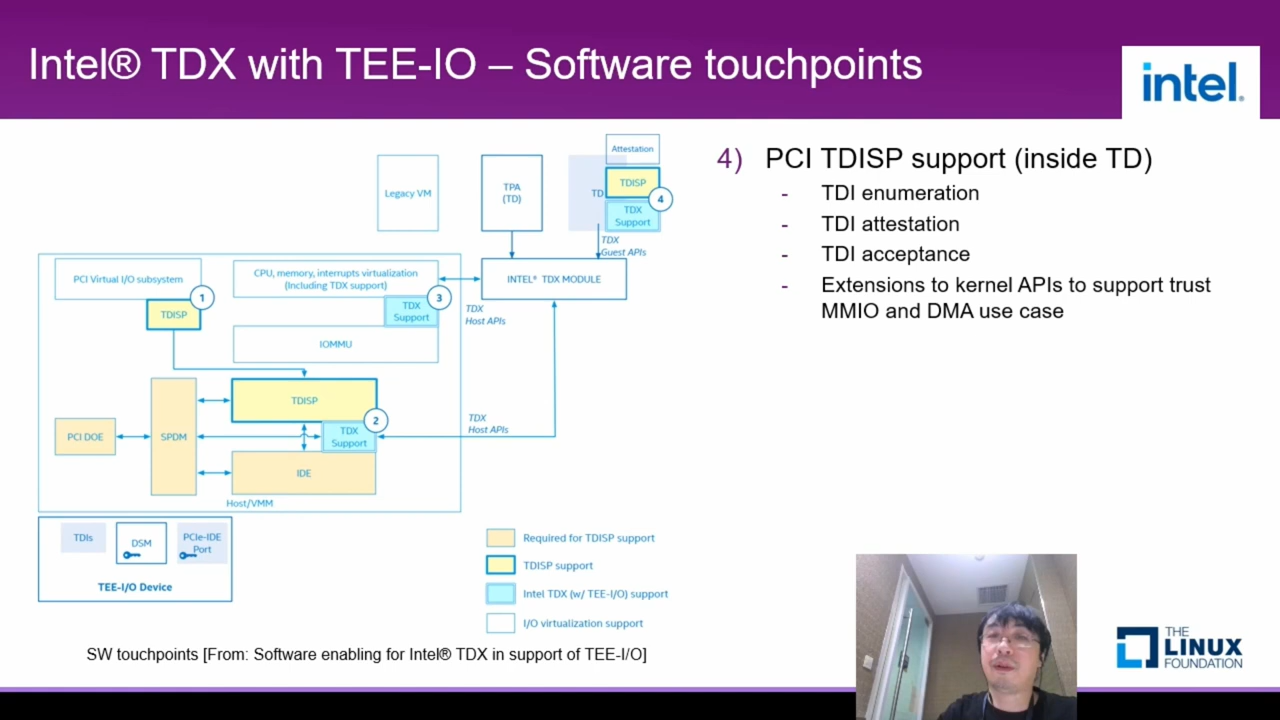 Intel® TDX with TEE-IO – Software touchpoints
intel.
4) PCI TDISP support (inside TD)
- TDI enumeration
- TDI attestation
- TDI acceptance
- Extensions to kernel APIs to support trust
MMIO and DMA use case
Attestation
TDISP
4
TD
TDX
Support
Legacy VM
TPA
(TD)
TDX
Guest APIs
PCI Virtual I/O subsystem
1
TDISP
CPU, memory, interrupts virtualization
(Including TDX support)
3
TDX
Support
INTEL® TDX MODULE
TDX
Host APIs
IOMMU
TDISP
2
TDX
Support
TDX
Host APIs
PCI DOE
SPDM
IDE
Host/VMM
TDIs
DSM
PCIe-IDE
Port
TEE-I/O Device
Required for TDISP support
TDISP support
Intel TDX (w/ TEE-I/O) support
I/O virtualization support
SW touchpoints [From: Software enabling for Intel® TDX in support of TEE-I/O]
THE
LINUX
FOUNDATION